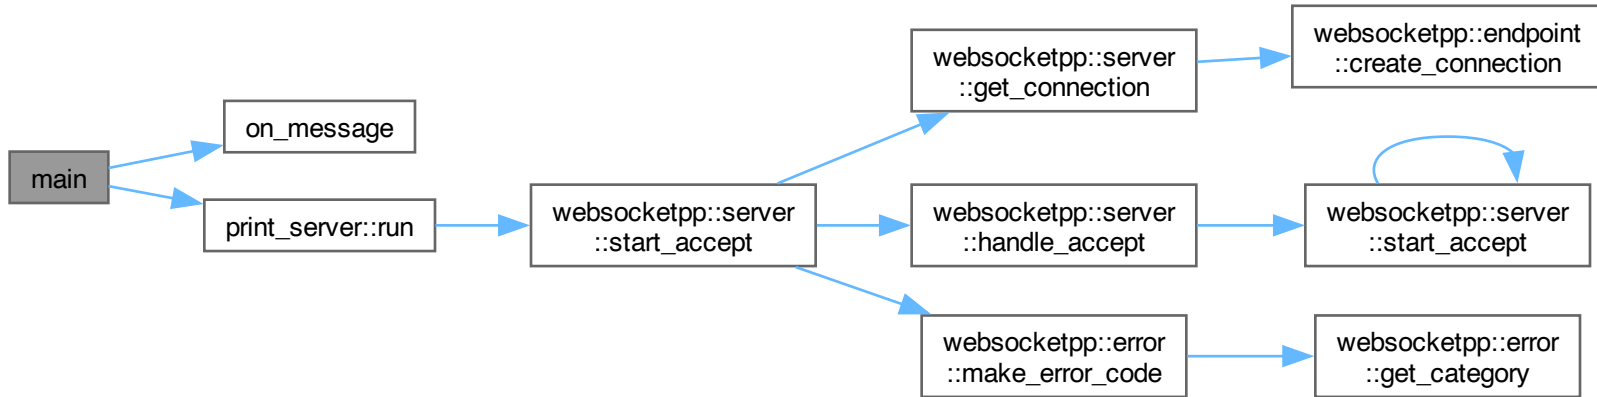 main
on_message
print_server::run
websocketpp::server
::start_accept
websocketpp::server
::get_connection
websocketpp::server
::handle_accept
websocketpp::error
::make_error_code
websocketpp::endpoint
::create_connection
websocketpp::server
::start_accept
websocketpp::error
::get_category